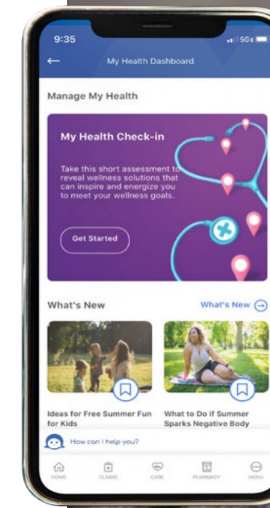 9:35
5G
My Health Dashboard
Manage My Health
My Health Check-in
Take this short assessment to
reveal wellness solutions that
can inspire and energize you
to meet your wellness goals.
Get Started
What's New
What's New
Ideas for Free Summer Fun
for Kids
What to Do if Summer
Sparks Negative Body
How can I help you?
HOME
CLAIMS
CARE
PHARMACY
MENU